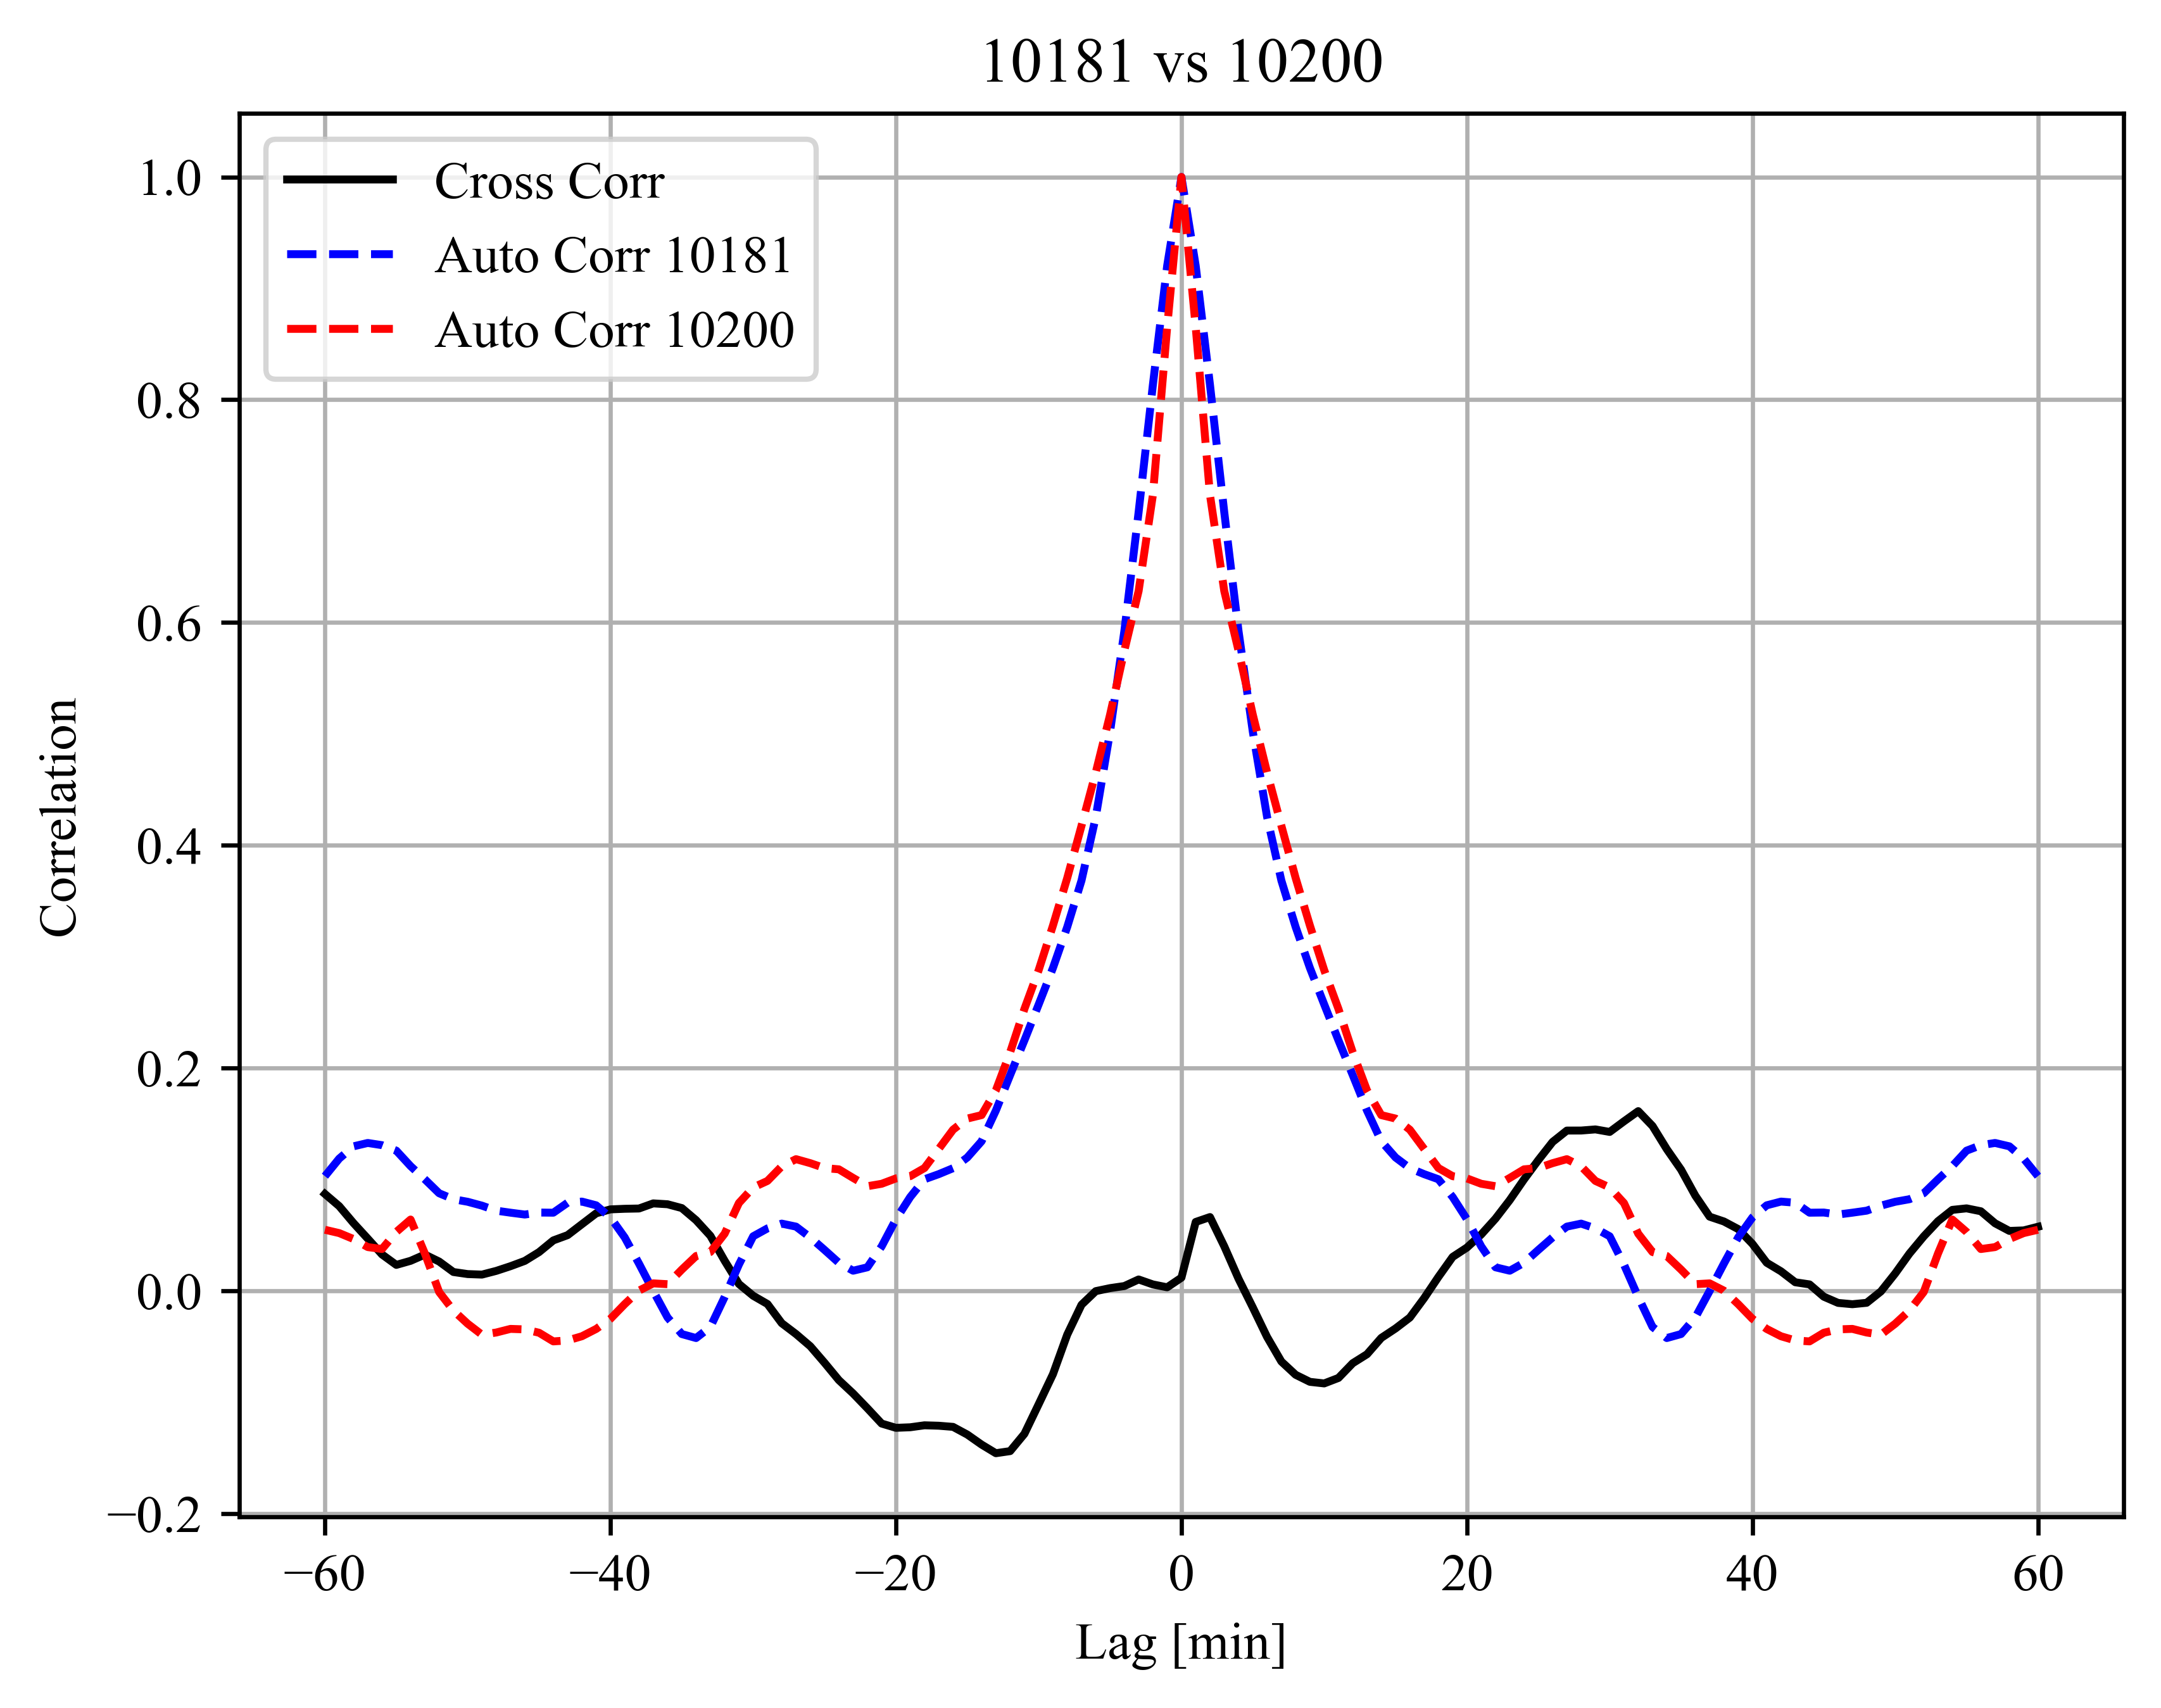 10181 vs 10200
Cross Corr
Auto Corr 10181
Auto Corr 10200
1.0
0.8
0.6
0.4
0.2
0.0
−0.2
Correlation
−60 −40 −20 0 20 40 60
Lag [min]